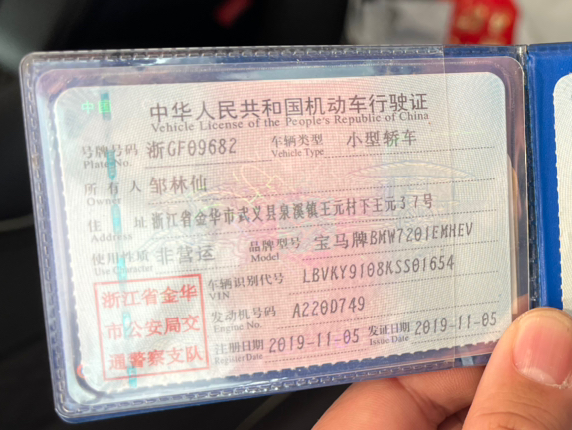 中国
中华人民共和国机动车行驶证
Vehicle License of the People's Republic of China
号牌号码 浙GF09682 车辆类型 小型轿车
Plate No. Vehicle Type
所有人 邹林仙
Owner
住址 浙江省金华市武义县泉溪镇王元村下王元37号
Address
使用性质 非营运 品牌型号 宝马牌BMW7201EMHEV
Use Character Model
车辆识别代号 LBVKY9108KSS01654
VIN
发动机号码 A220D749
Engine No.
注册日期 2019-11-05 发证日期 2019-11-05
Register Date Issue Date
浙江省金华
市公安局交
通警察支队